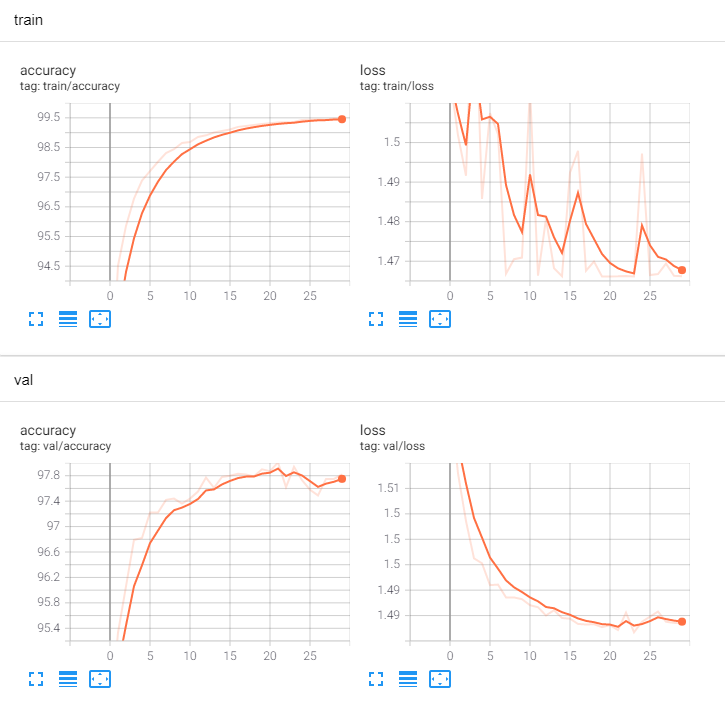 train
accuracy
tag: train/accuracy
99.5
98.5
97.5
96.5
95.5
94.5
0 5 10 15 20 25
loss
tag: train/loss
1.5
1.49
1.48
1.47
0 5 10 15 20 25
val
accuracy
tag: val/accuracy
97.8
97.4
97
96.6
96.2
95.8
95.4
0 5 10 15 20 25
loss
tag: val/loss
1.51
1.5
1.5
1.5
1.49
1.49
0 5 10 15 20 25